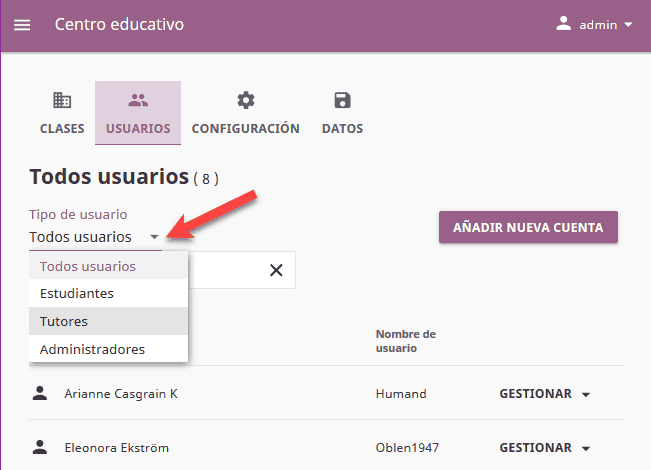 Centro educativo
admin
CLASES
USUARIOS
CONFIGURACIÓN
DATOS
Todos usuarios ( 8 )
Tipo de usuario
Todos usuarios
AÑADIR NUEVA CUENTA
Todos usuarios
Estudiantes
Tutores
Administradores
Nombre de
usuario
Arianne Casgrain K
Humand
GESTIONAR
Eleonora Ekström
Oblen1947
GESTIONAR